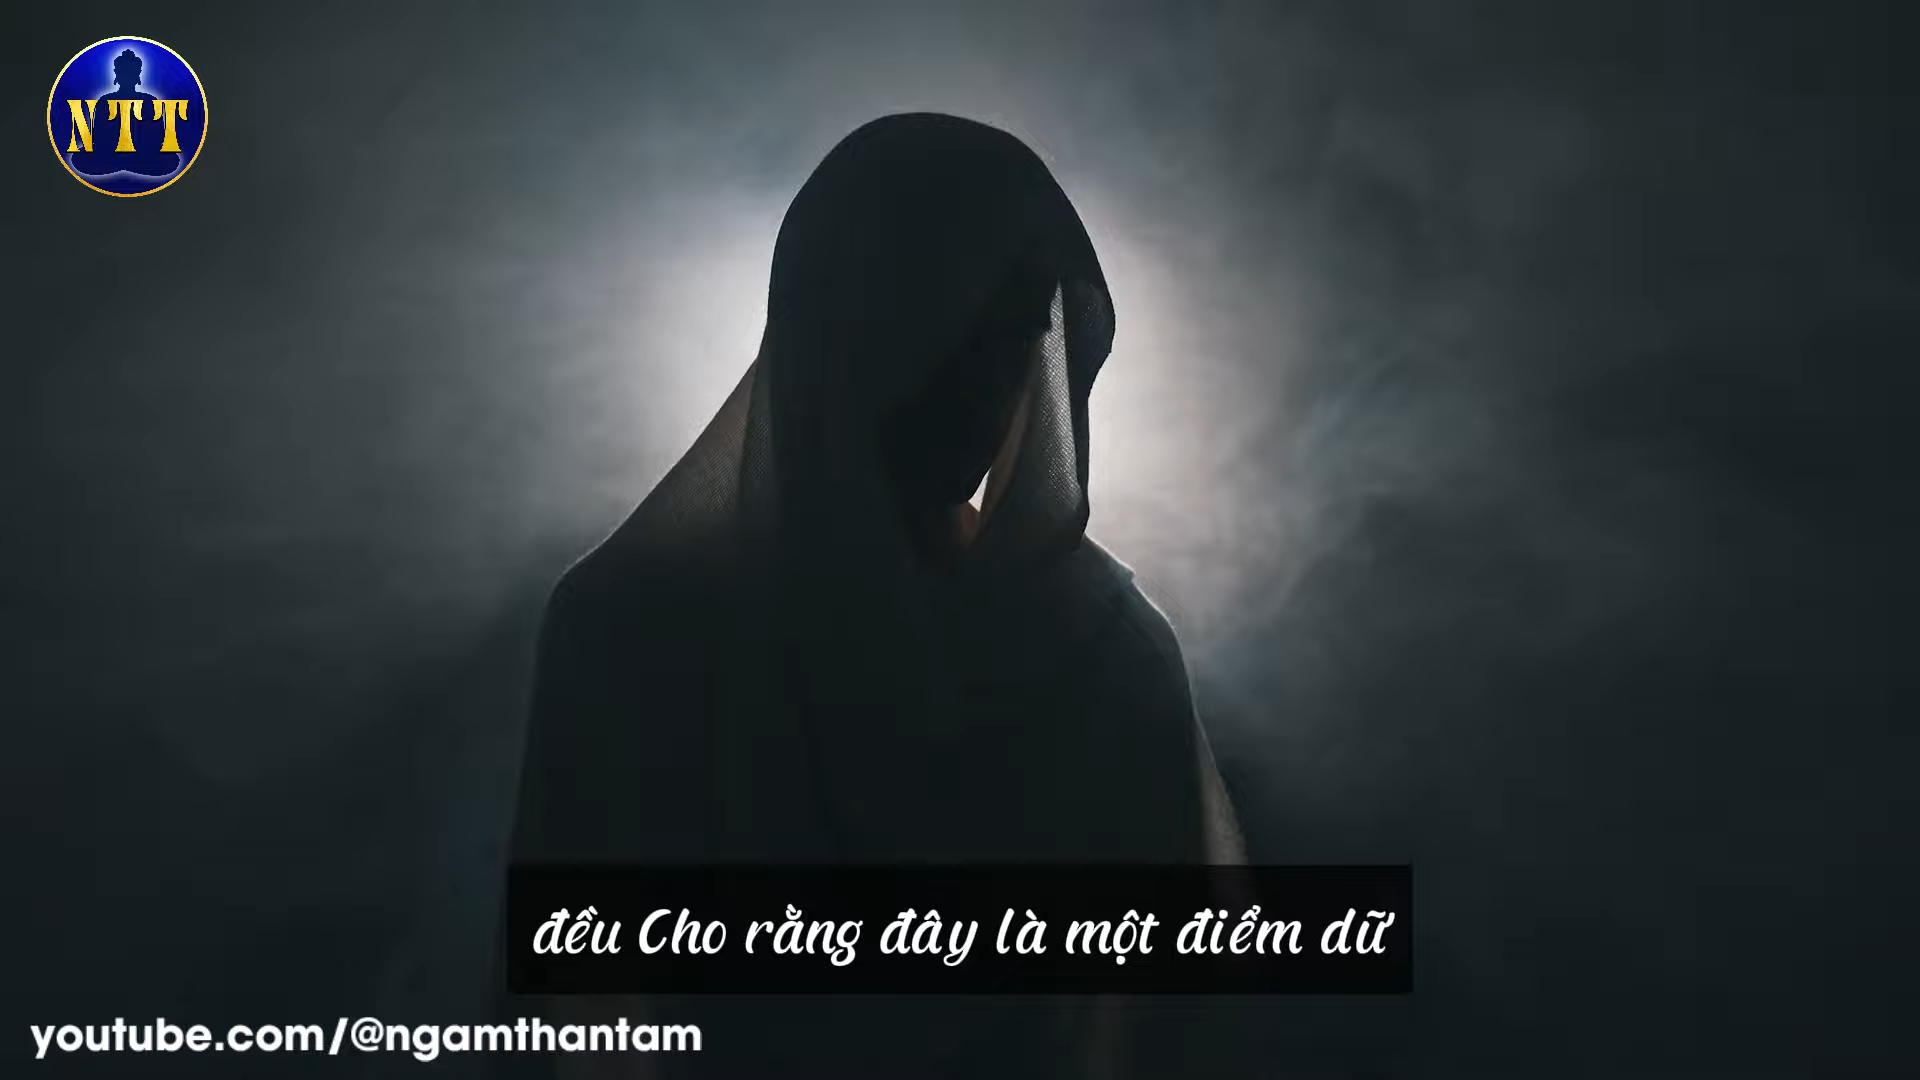 NTT
đều Cho rằng đây là một điểm dữ
youtube.com/@ngamthantam